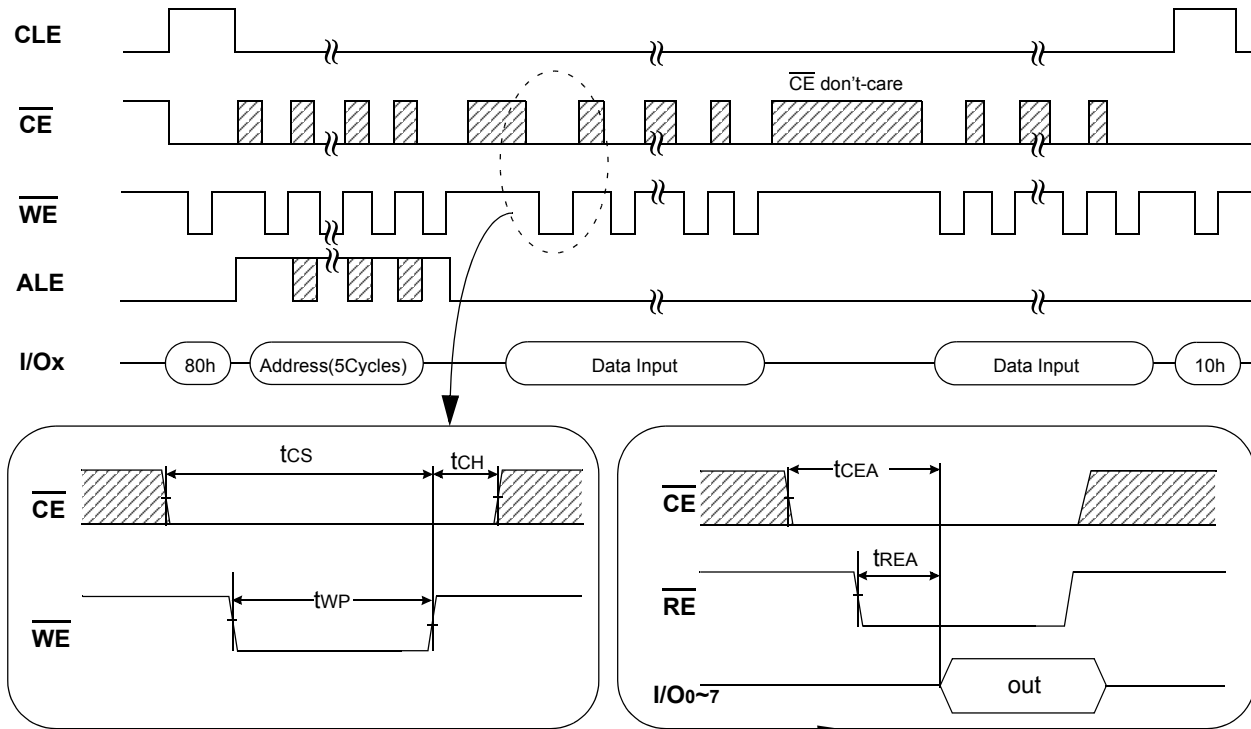 CLE
CE don't-care
CE
WE
ALE
I/Ox 80h Address(5Cycles) Data Input Data Input 10h
tCS tCH
CE
tWP
WE
tCEA
CE
tREA
RE
I/O0~7 out